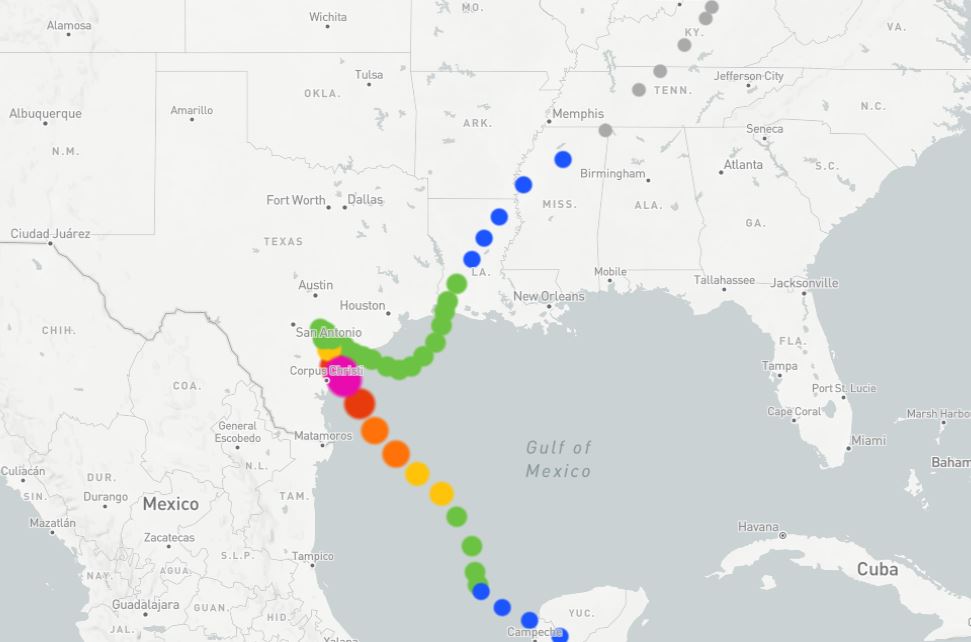 MO.
Wichita
Alamosa
KY.
VA.
Tulsa
Jefferson City
OKLA.
TENN.
Albuquerque
Amarillo
Memphis
N.C.
ARK.
Seneca
N.M.
Atlanta
Birmingham
S.C.
Fort Worth
Dallas
MISS.
ALA.
GA.
Ciudad Juárez
TEXAS
LA.
Mobile
Tallahassee
Jacksonville
Austin
New Orleans
Houston
CHIH.
San Antonio
FLA.
Tampa
Corpus Christi
COA.
Port St. Lucie
Cape Coral
Marsh Harbo
General
Escobedo
Matamoros
Miami
Gulf of
Mexico
N.L.
Baham
Culiacán
DUR.
SIN.
Durango
Mexico
TAM.
Mazatlán
Havana
Zacatecas
S.L.P.
Tampico
Cuba
AGUA.
NAY.
Guadalajara
GUAN.
HID.
YUC.
JAL.
Campeche
Xalapa